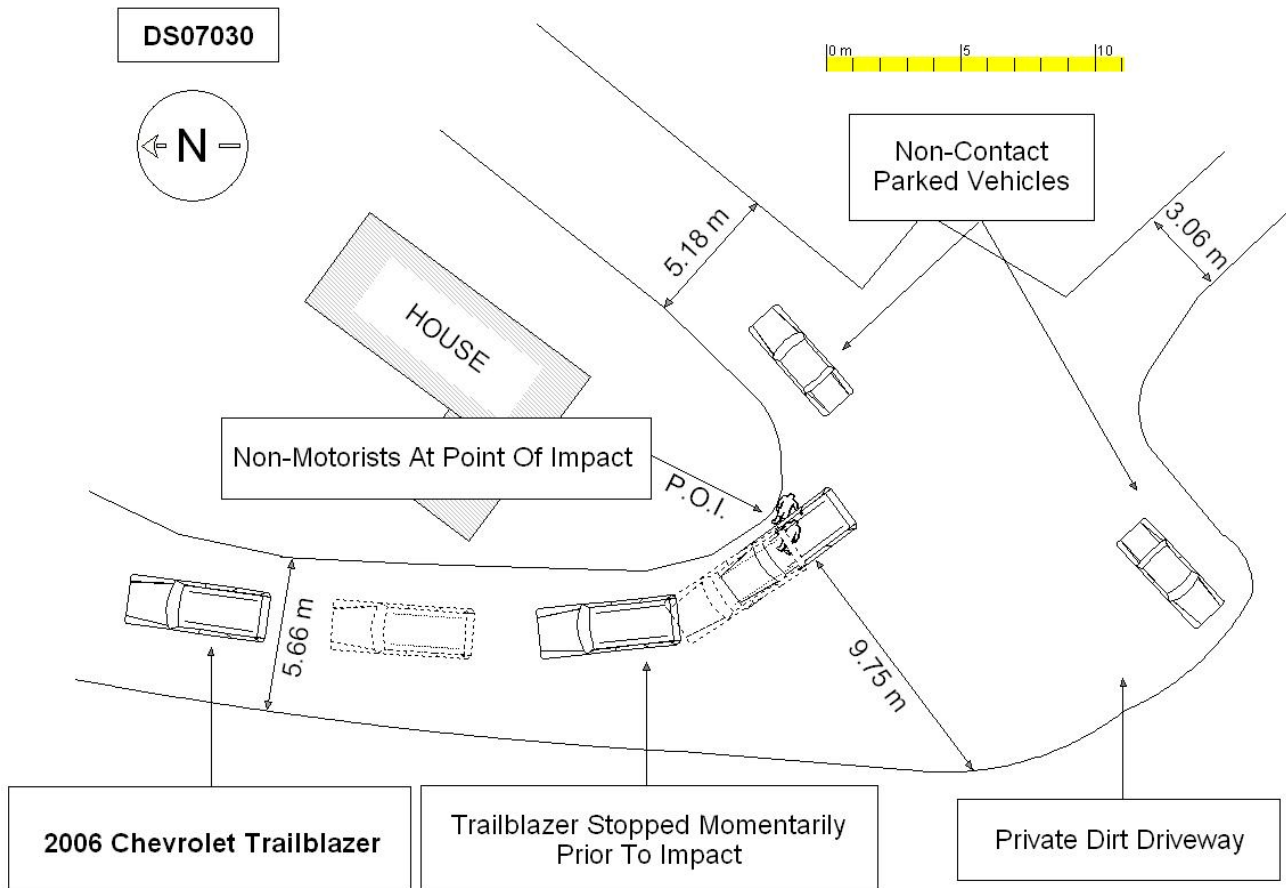 DS07030
N
0 m
5
10
Non-Contact
Parked Vehicles
5.18 m
3.06 m
HOUSE
Non-Motorists At Point Of Impact
P.O.I.
5.66 m
9.75 m
2006 Chevrolet Trailblazer
Trailblazer Stopped Momentarily
Prior To Impact
Private Dirt Driveway